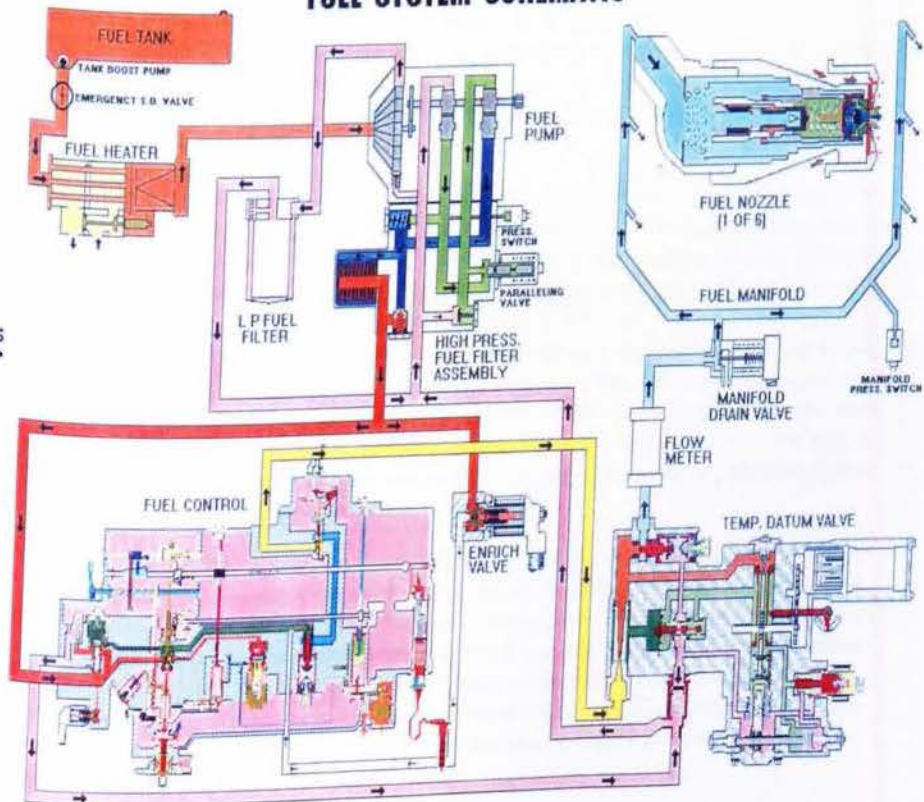 FUEL SYSTEM SCHEMATIC
FUEL TANK
TANK BOOST PUMP
EMERGENCT S.D. VALVE
FUEL HEATER
FUEL
PUMP
PRESS.
SWITCH
PARALLELING
VALVE
L P FUEL
FILTER
HIGH PRESS.
FUEL FILTER
ASSEMBLY
FUEL NOZZLE
(1 OF 6)
FUEL MANIFOLD
MANIFOLD
PRESS. SWITCH
MANIFOLD
DRAIN VALVE
FLOW
METER
FUEL CONTROL
ENRICH
VALVE
TEMP. DATUM VALVE
S